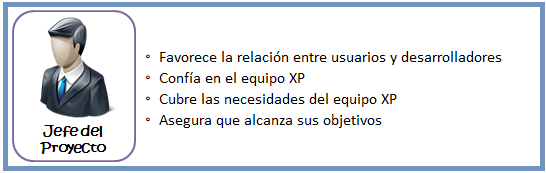 Jefe del
Proyecto
◦ Favorece la relación entre usuarios y desarrolladores
◦ Confía en el equipo XP
◦ Cubre las necesidades del equipo XP
◦ Asegura que alcanza sus objetivos